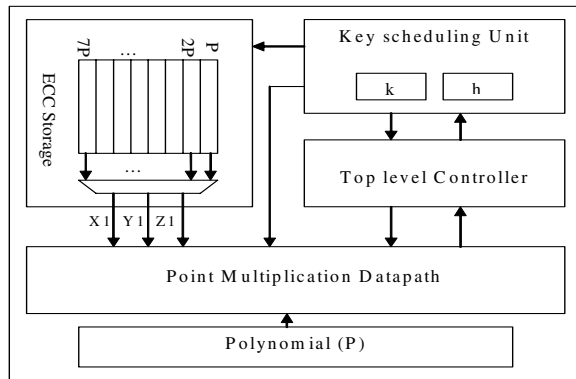 7P ... 2P P
ECC Storage
...
X1 Y1 Z1
Key scheduling Unit
k h
Top level Controller
Point Multiplication Datapath
Polynomial (P)